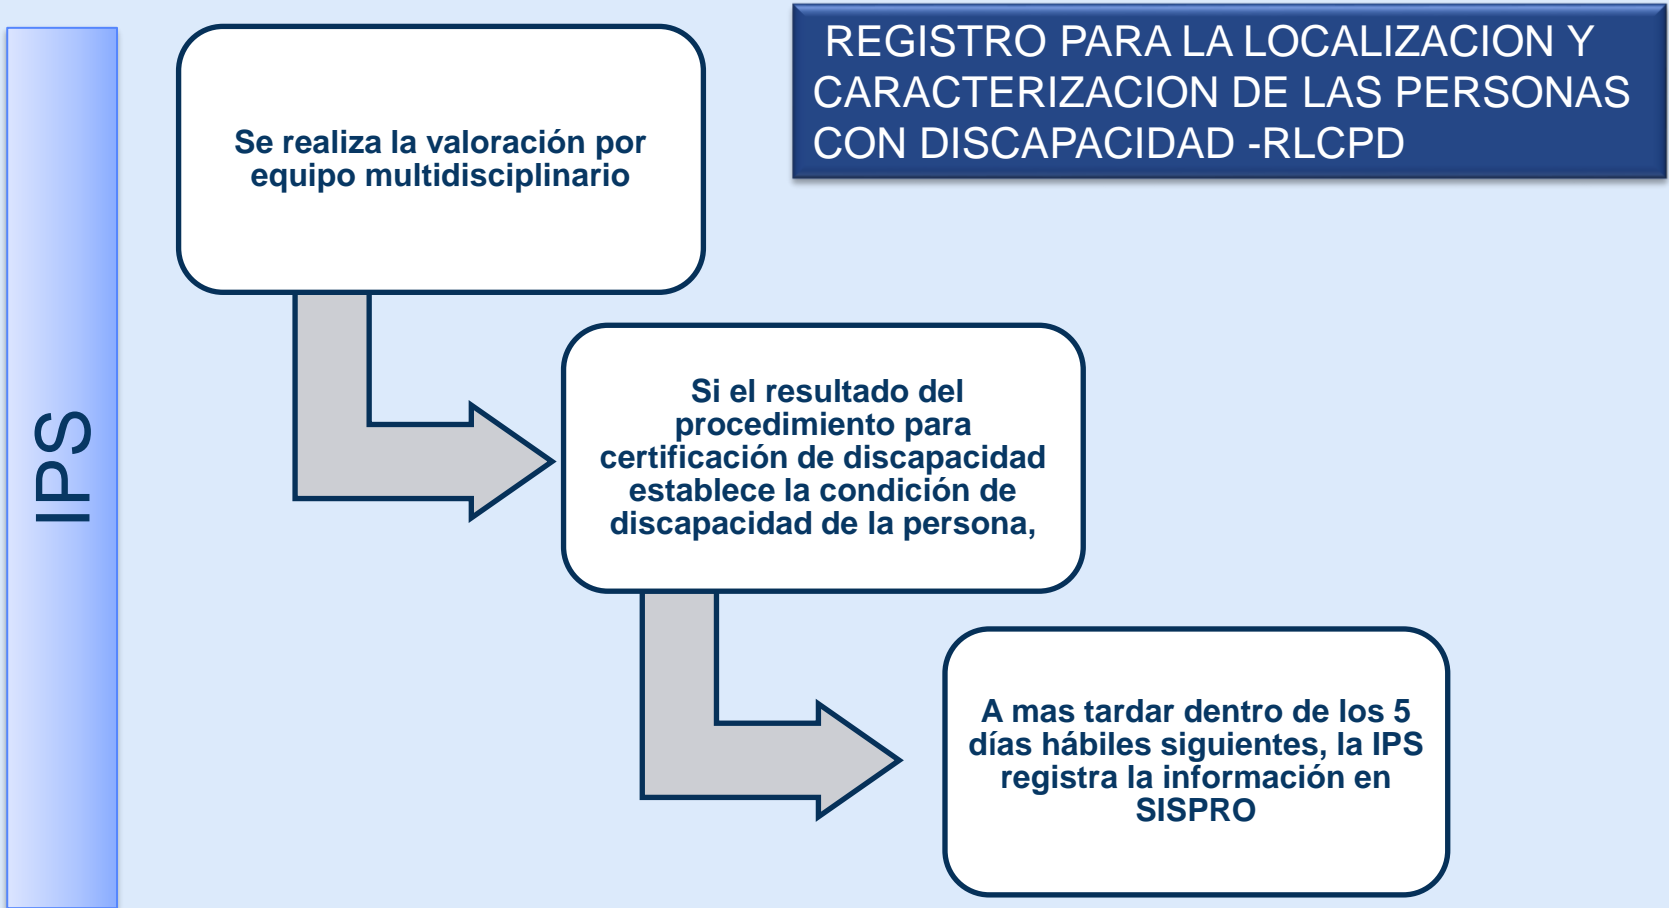 REGISTRO PARA LA LOCALIZACION Y
CARACTERIZACION DE LAS PERSONAS
CON DISCAPACIDAD -RLCPD
IPS
Se realiza la valoración por
equipo multidisciplinario
Si el resultado del
procedimiento para
certificación de discapacidad
establece la condición de
discapacidad de la persona,
A mas tardar dentro de los 5
días hábiles siguientes, la IPS
registra la información en
SISPRO